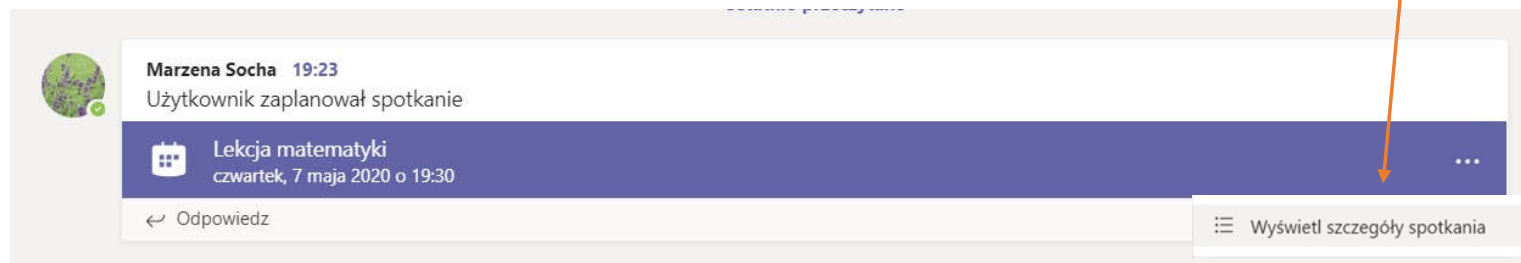 Marzena Socha 19:23
Użytkownik zaplanował spotkanie
Lekcja matematyki
czwartek, 7 maja 2020 o 19:30
Odpowiedz
Wyświetl szczegóły spotkania